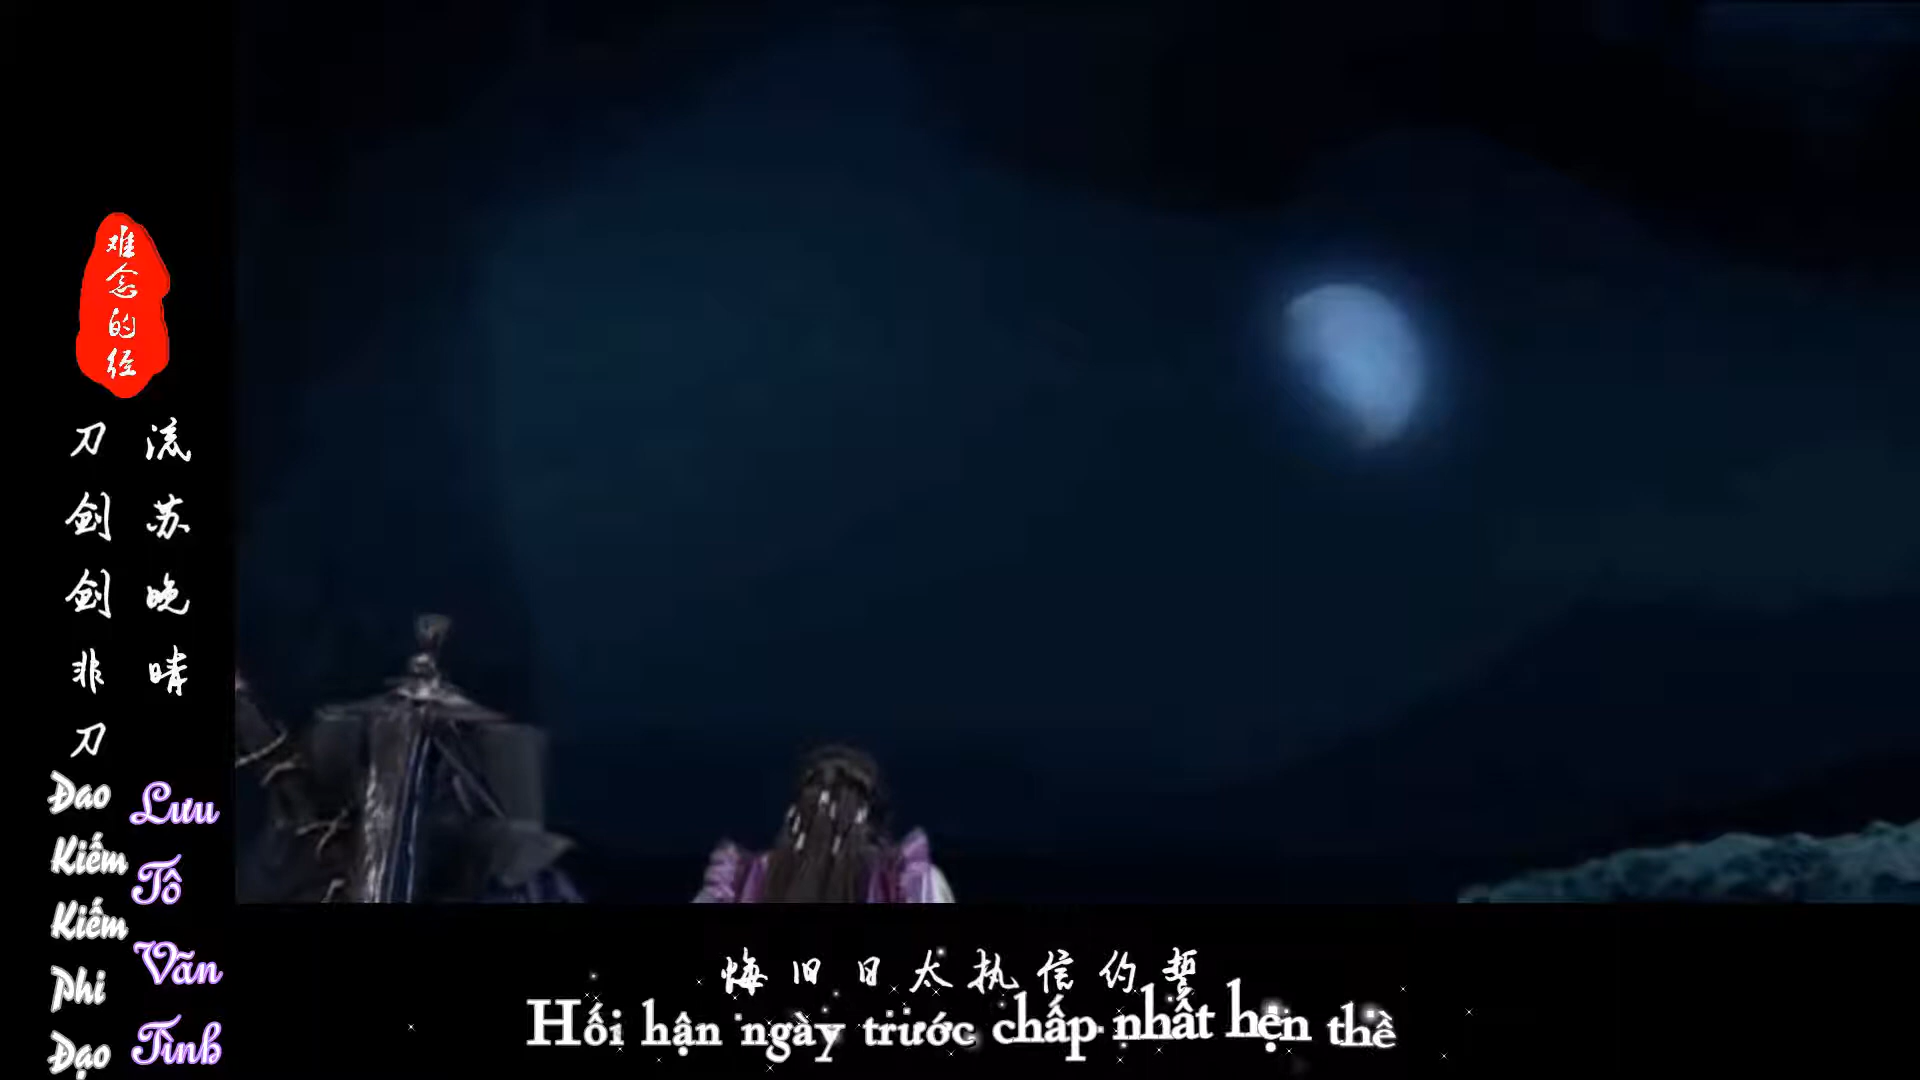 难念的经
刀剑剑非刀
流苏晚晴
Đao
Kiếm
Kiếm
Phi
Đạo
Lưu
Tô
Vãn
Tình
悔旧日太执信约誓
Hối hận ngày trước chấp nhất hẹn thề